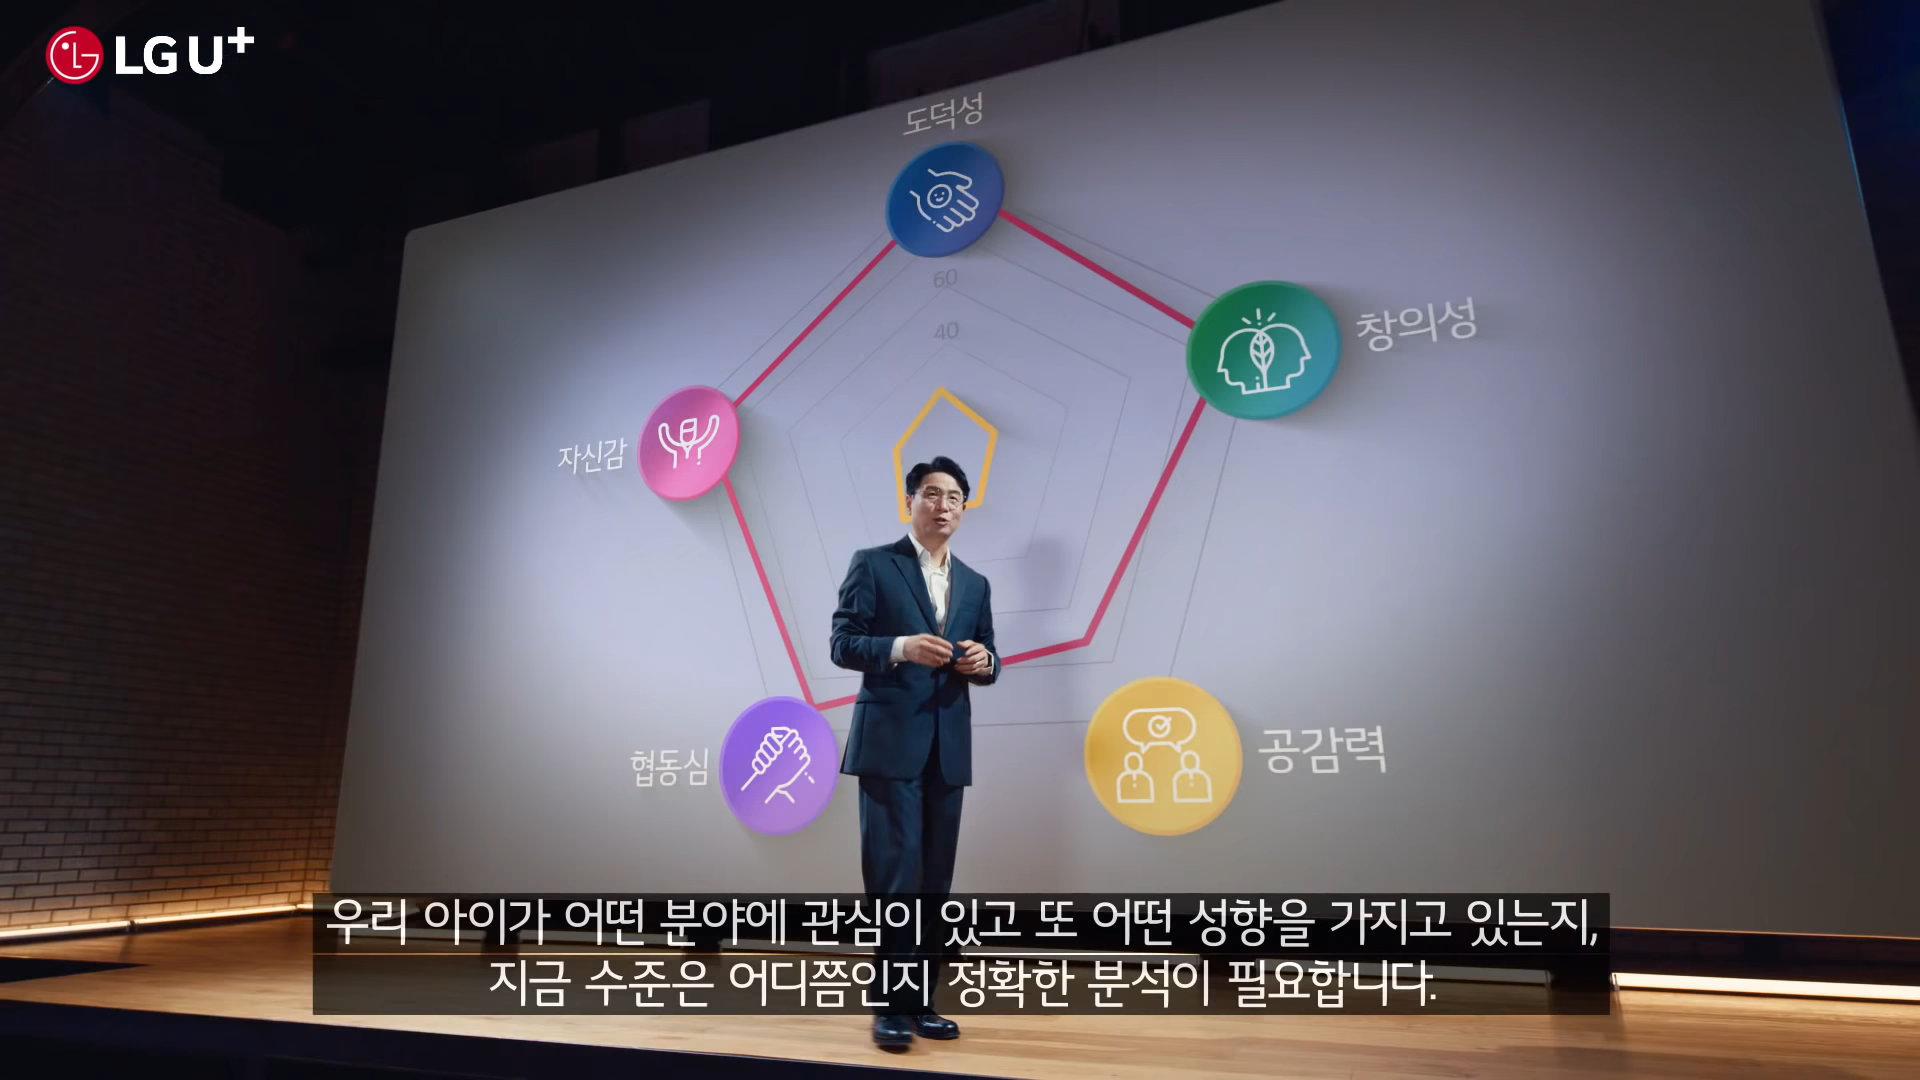 LG U+
도덕성
60
40
창의성
자신감
협동심
공감력
우리 아이가 어떤 분야에 관심이 있고 또 어떤 성향을 가지고 있는지,
지금 수준은 어디쯤인지 정확한 분석이 필요합니다.